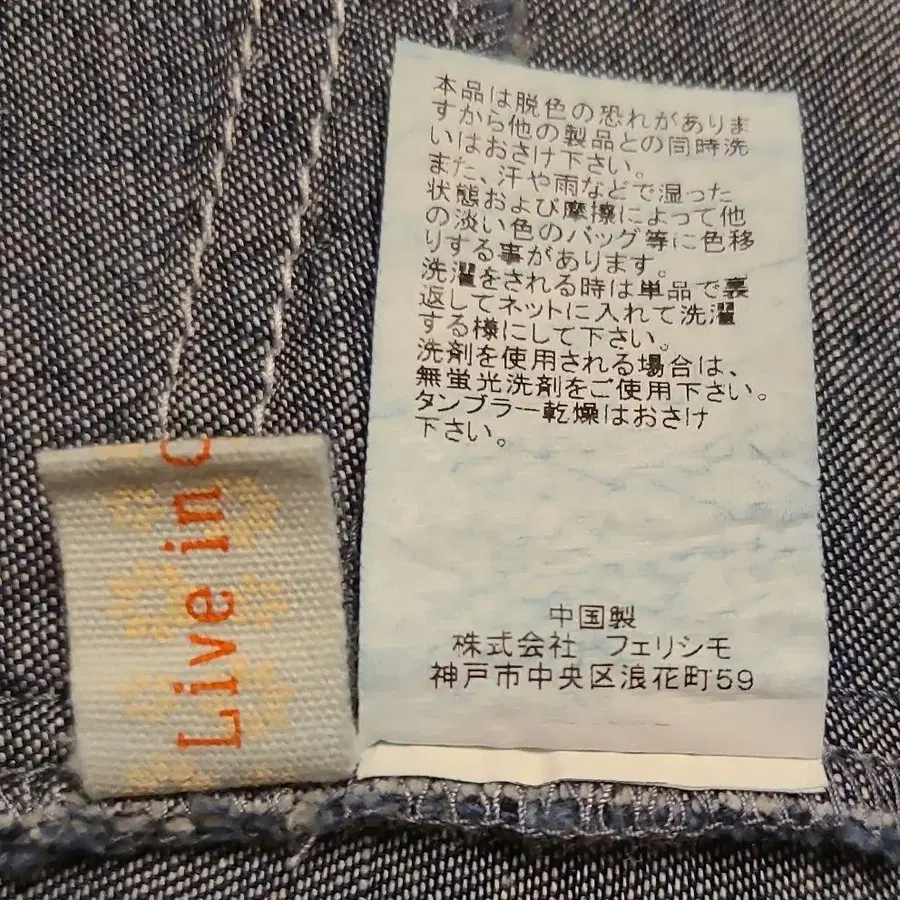 本品は脱色の恐れがありま
すから他の製品との同時洗
いはおさけ下さい。
また、汗や雨などで湿った
状態および摩擦によって他
の淡い色のバッグ等に色移
りする事があります。
洗濯をされる時は単品で裏
返してネットに入れて洗濯
する様にして下さい。
洗剤を使用される場合は、
無蛍光洗剤をご使用下さい。
タンブラー乾燥はおさけ
下さい。
中国製
株式会社　フェリシモ
神戸市中央区浪花町59
Live in